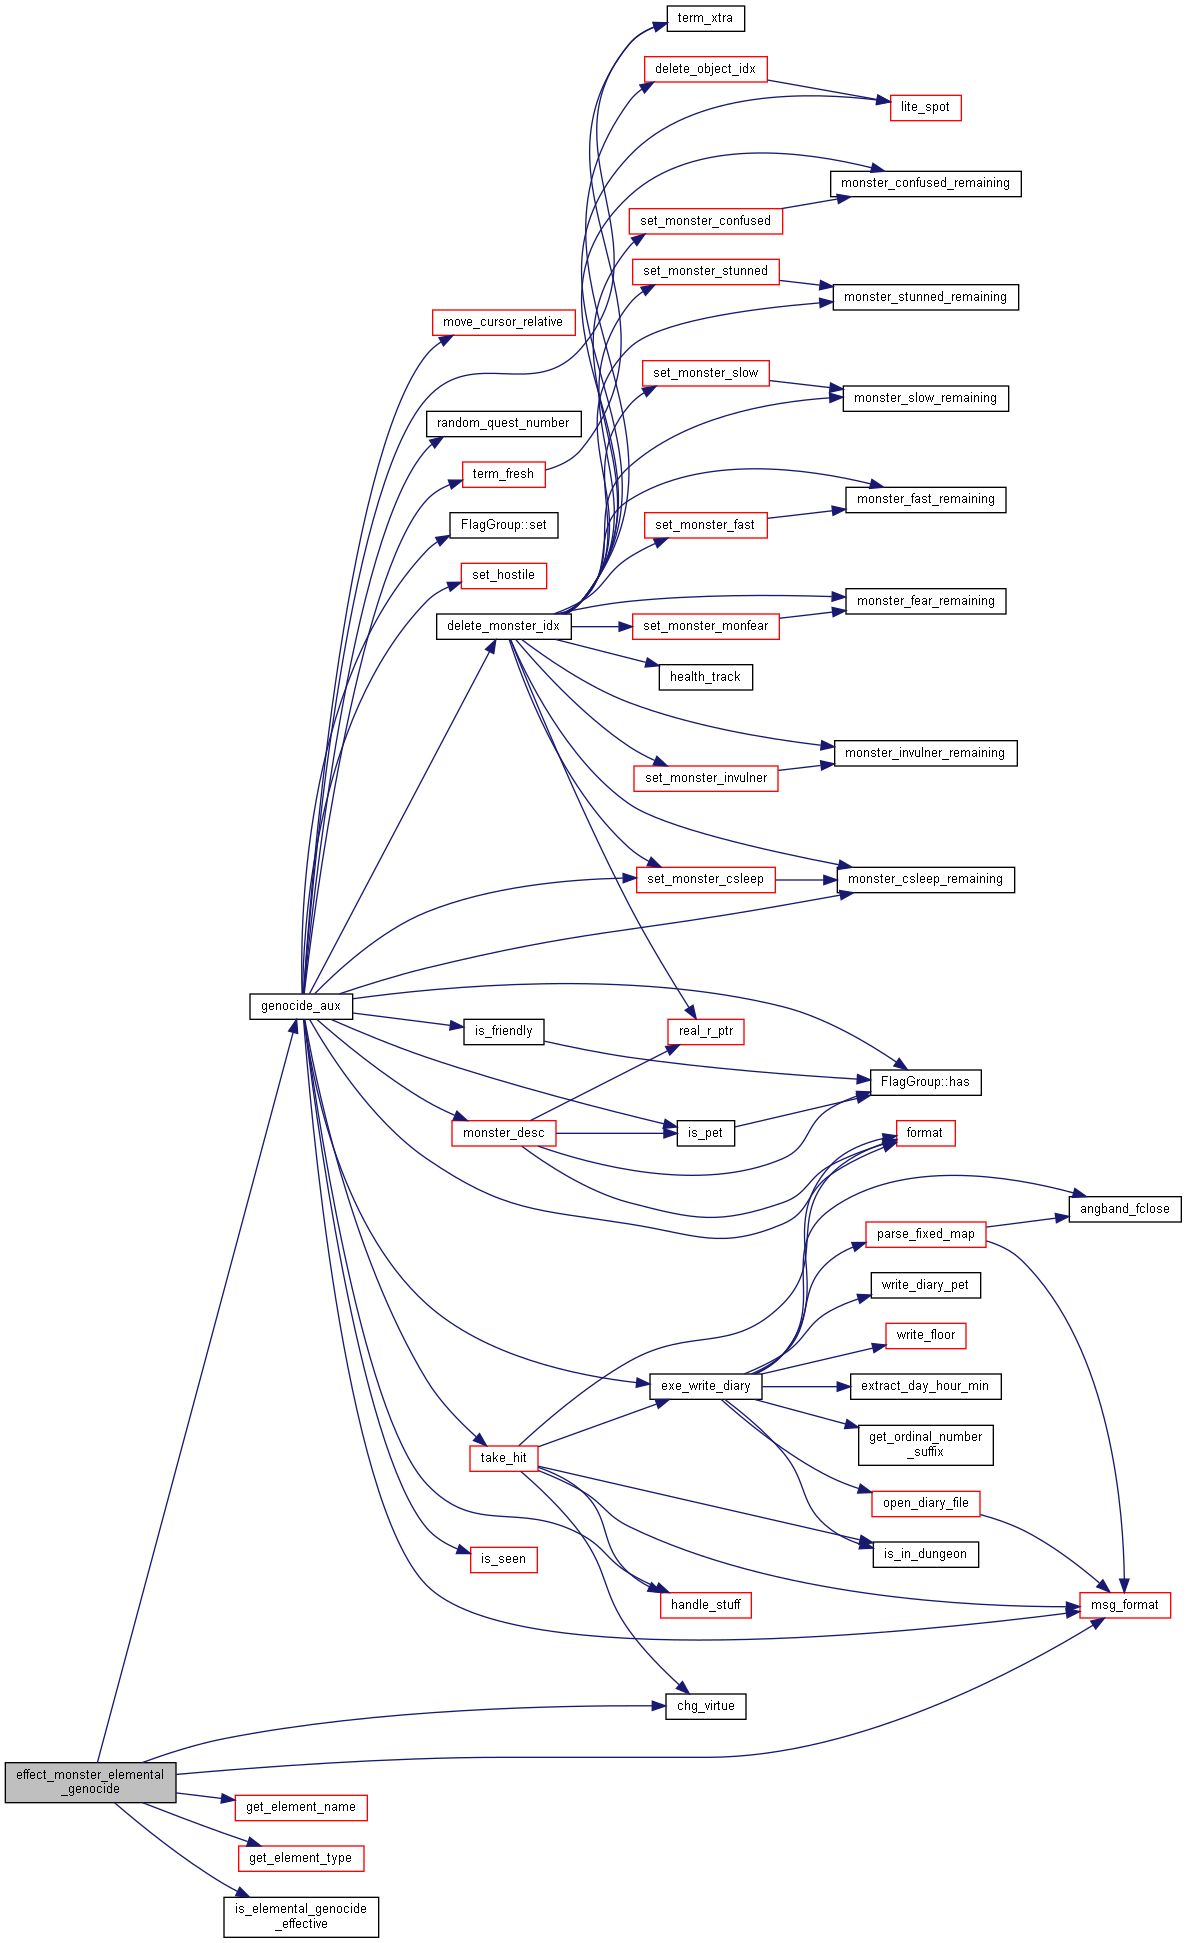 term_xtra
delete_object_idx
lite_spot
monster_confused_remaining
set_monster_confused
set_monster_stunned
monster_stunned_remaining
move_cursor_relative
set_monster_slow
monster_slow_remaining
random_quest_number
term_fresh
monster_fast_remaining
FlagGroup::set
set_monster_fast
set_hostile
monster_fear_remaining
delete_monster_idx
set_monster_monfear
health_track
monster_invulner_remaining
set_monster_invulner
set_monster_csleep
monster_csleep_remaining
genocide_aux
is_friendly
real_r_ptr
FlagGroup::has
monster_desc
is_pet
format
angband_fclose
parse_fixed_map
write_diary_pet
write_floor
exe_write_diary
extract_day_hour_min
get_ordinal_number
_suffix
take_hit
open_diary_file
is_in_dungeon
is_seen
handle_stuff
msg_format
chg_virtue
effect_monster_elemental
_genocide
get_element_name
get_element_type
is_elemental_genocide
_effective